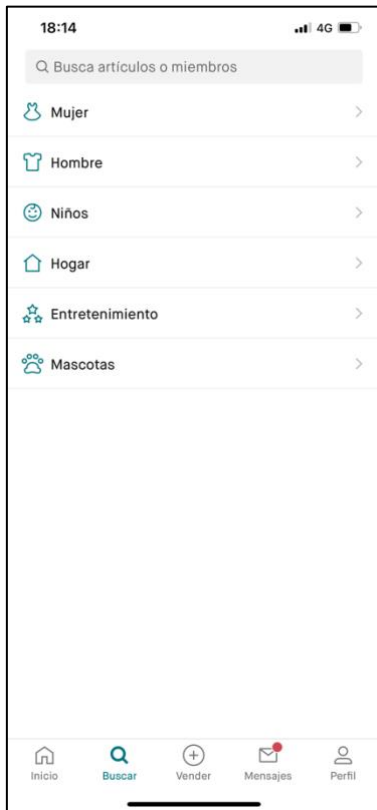 18:14
4G
Busca artículos o miembros
Mujer
Hombre
Niños
Hogar
Entretenimiento
Mascotas
Inicio
Buscar
Vender
Mensajes
Perfil